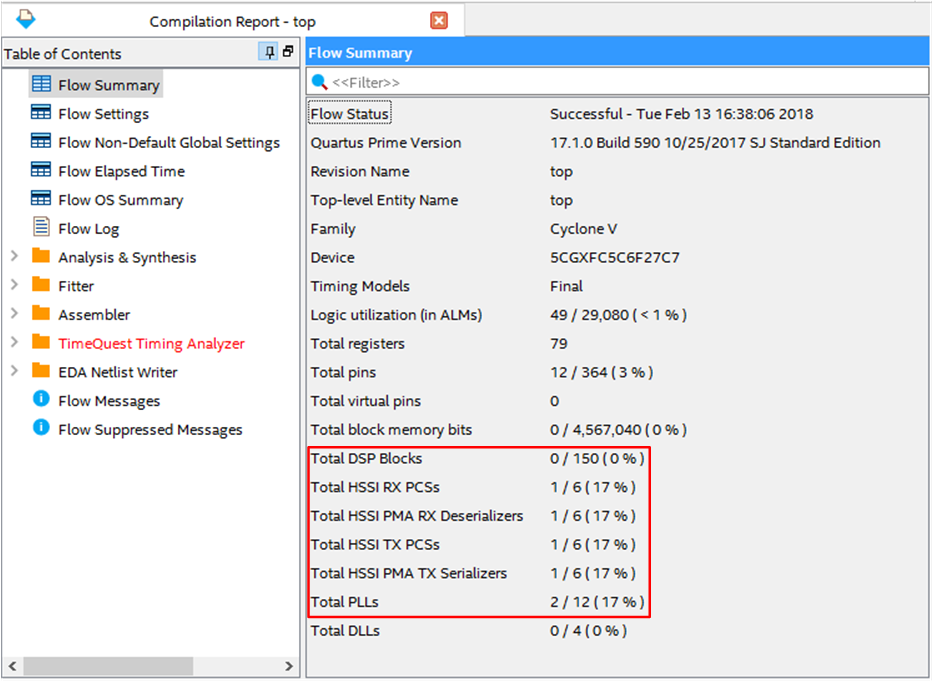 Compilation Report - top
Table of Contents
Flow Summary
Flow Settings
Flow Non-Default Global Settings
Flow Elapsed Time
Flow OS Summary
Flow Log
Analysis & Synthesis
Fitter
Assembler
TimeQuest Timing Analyzer
EDA Netlist Writer
Flow Messages
Flow Suppressed Messages
Flow Summary
<<Filter>>
Flow Status Successful - Tue Feb 13 16:38:06 2018
Quartus Prime Version 17.1.0 Build 590 10/25/2017 SJ Standard Edition
Revision Name top
Top-level Entity Name top
Family Cyclone V
Device 5CGXFC5C6F27C7
Timing Models Final
Logic utilization (in ALMs) 49 / 29,080 ( < 1 % )
Total registers 79
Total pins 12 / 364 ( 3 % )
Total virtual pins 0
Total block memory bits 0 / 4,567,040 ( 0 % )
Total DSP Blocks 0 / 150 ( 0 % )
Total HSSI RX PCSs 1 / 6 ( 17 % )
Total HSSI PMA RX Deserializers 1 / 6 ( 17 % )
Total HSSI TX PCSs 1 / 6 ( 17 % )
Total HSSI PMA TX Serializers 1 / 6 ( 17 % )
Total PLLs 2 / 12 ( 17 % )
Total DLLs 0 / 4 ( 0 % )